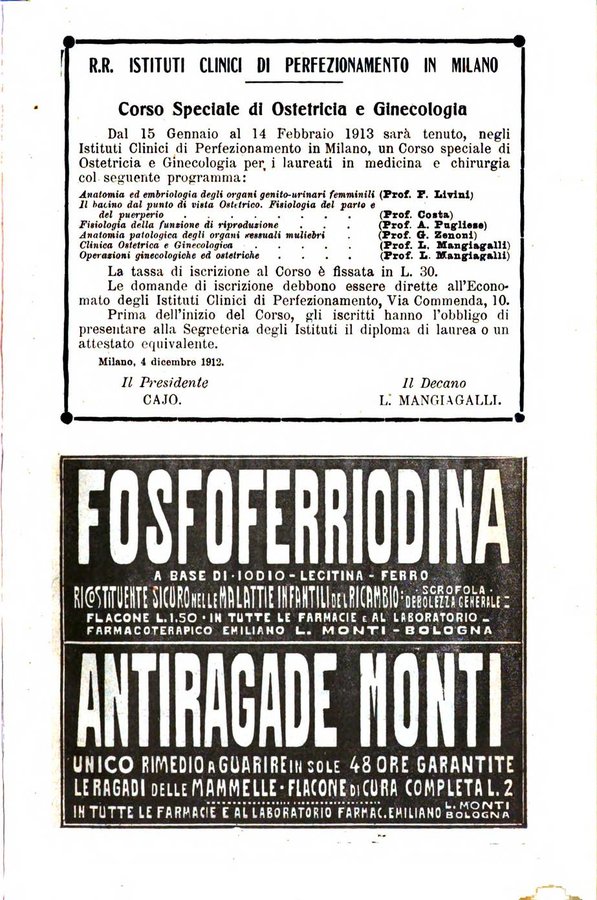 R.R. ISTITUTI CLINICI DI PERFEZIONAMENTO IN MILANO
Corso Speciale di Ostetricia e Ginecologia
Dal 15 Gennaio al 14 Febbraio 1913 sarà tenuto, negli
Istituti Clinici di Perfezionamento in Milano, un Corso speciale di
Ostetricia e Ginecologia per i laureati in medicina e chirurgia
col seguente programma:
Anatomia ed embriologia degli organi genito-urinari femminili (Prof. F. Livini)
Il bacino dal punto di vista Ostetrico. Fisiologia del parto e
del puerperio . . . . . . . (Prof. Costa)
Fisiologia della funzione di riproduzione . . . (Prof. A. Pugliese)
Anatomia patologica degli organi sessuali muliebri . (Prof. G. Zenoni)
Clinica Ostetrica e Ginecologica . . . . . (Prof. L. Mangiagalli)
Operazioni ginecologiche ed ostetriche . . . . (Prof. L. Mangiagalli)
La tassa di iscrizione al Corso è fissata in L. 30.
Le domande di iscrizione debbono essere dirette all'Econo-
mato degli Istituti Clinici di Perfezionamento, Via Commenda, 10.
Prima dell'inizio del Corso, gli iscritti hanno l'obbligo di
presentare alla Segreteria degli Istituti il diploma di laurea o un
attestato equivalente.
Milano, 4 dicembre 1912.
Il Presidente Il Decano
CAJO. L. MANGIAGALLI.
FOSFOFERRIODINA
A BASE DI · IODIO - LECITINA - FERRO
RICOSTITUENTE SICURO NELLE MALATTIE INFANTILI DEL RICAMBIO · SCROFOLA · DEBOLEZZA GENERALE
FLACONE L. 1.50 · IN TUTTE LE FARMACIE E AL LABORATORIO
FARMACOTERAPICO EMILIANO L. MONTI - BOLOGNA
ANTIRAGADE MONTI
UNICO RIMEDIO A GUARIRE IN SOLE 48 ORE GARANTITE
LE RAGADI DELLE MAMMELLE · FLACONE DI CURA COMPLETA L. 2
IN TUTTE LE FARMACIE E AL LABORATORIO FARMAC. EMILIANO L. MONTI BOLOGNA